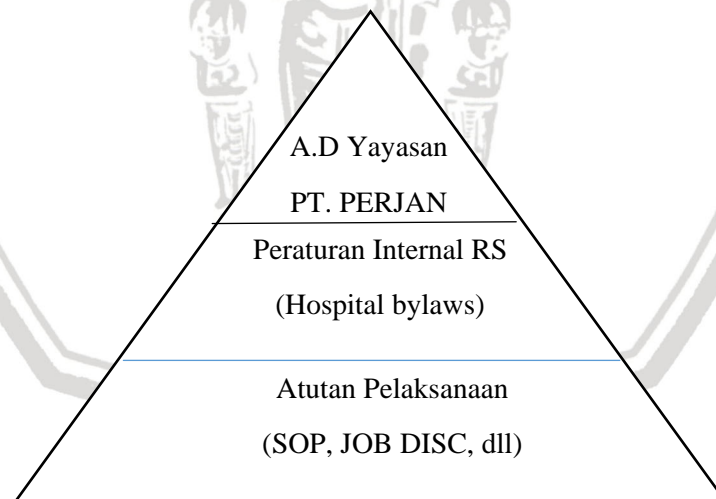 A.D Yayasan
PT. PERJAN
Peraturan Internal RS
(Hospital bylaws)
Atutan Pelaksanaan
(SOP, JOB DISC, dll)